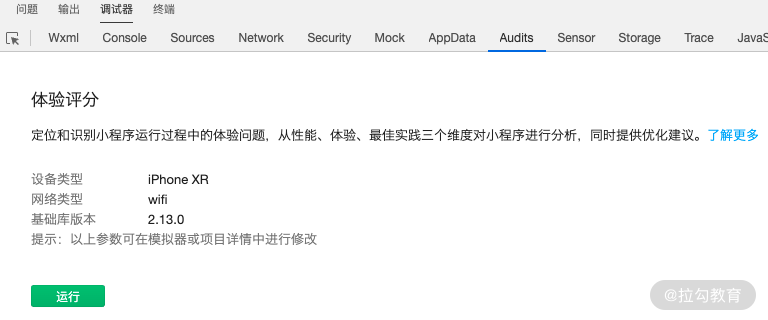 问题 输出 调试器 终端
Wxml Console Sources Network Security Mock AppData Audits Sensor Storage Trace JavaS
体验评分
定位和识别小程序运行过程中的体验问题，从性能、体验、最佳实践三个维度对小程序进行分析，同时提供优化建议。了解更多
设备类型 iPhone XR
网络类型 wifi
基础库版本 2.13.0
提示：以上参数可在模拟器或项目详情中进行修改
运行
@拉勾教育